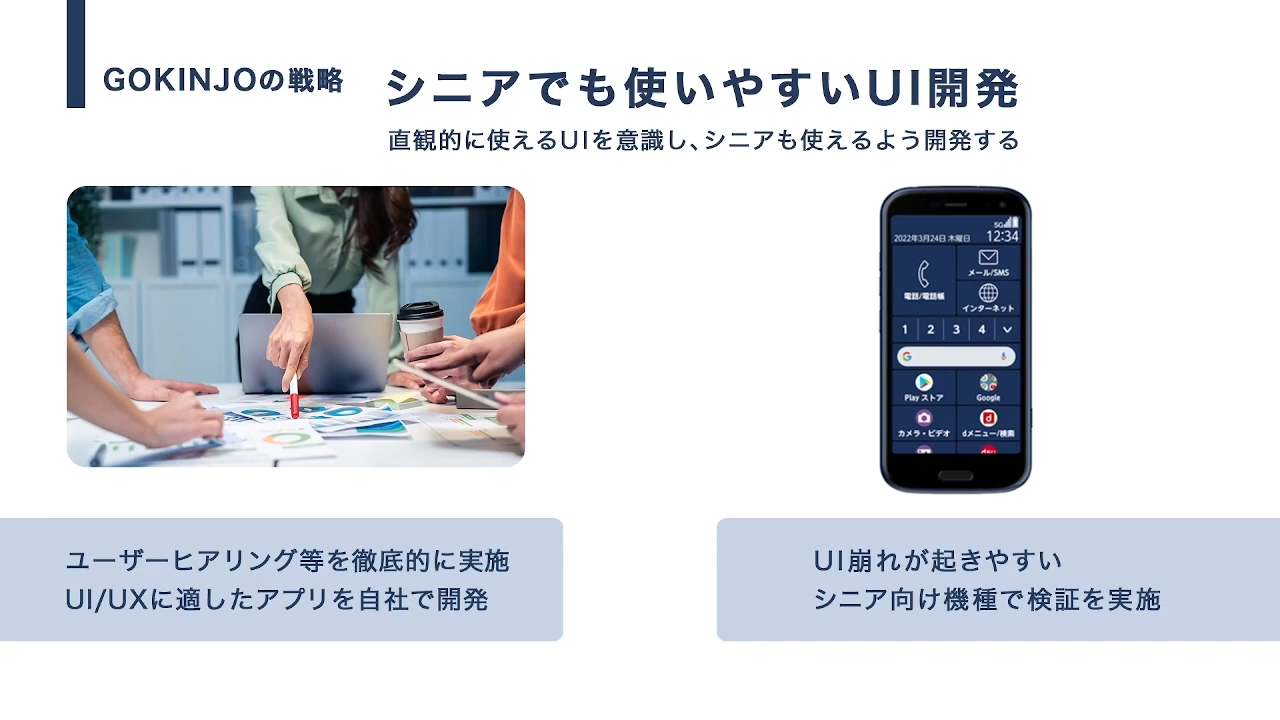 GOKINJOの戦略
シニアでも使いやすいUI開発
直観的に使えるUIを意識し、シニアも使えるよう開発する
5G
2022年3月24日 木曜日 12:34
電話/電話帳
メール/SMS
インターネット
1 2 3 4
Play ストア
Google
カメラ・ビデオ
dメニュー/検索
ユーザーヒアリング等を徹底的に実施
UI/UXに適したアプリを自社で開発
UI崩れが起きやすい
シニア向け機種で検証を実施